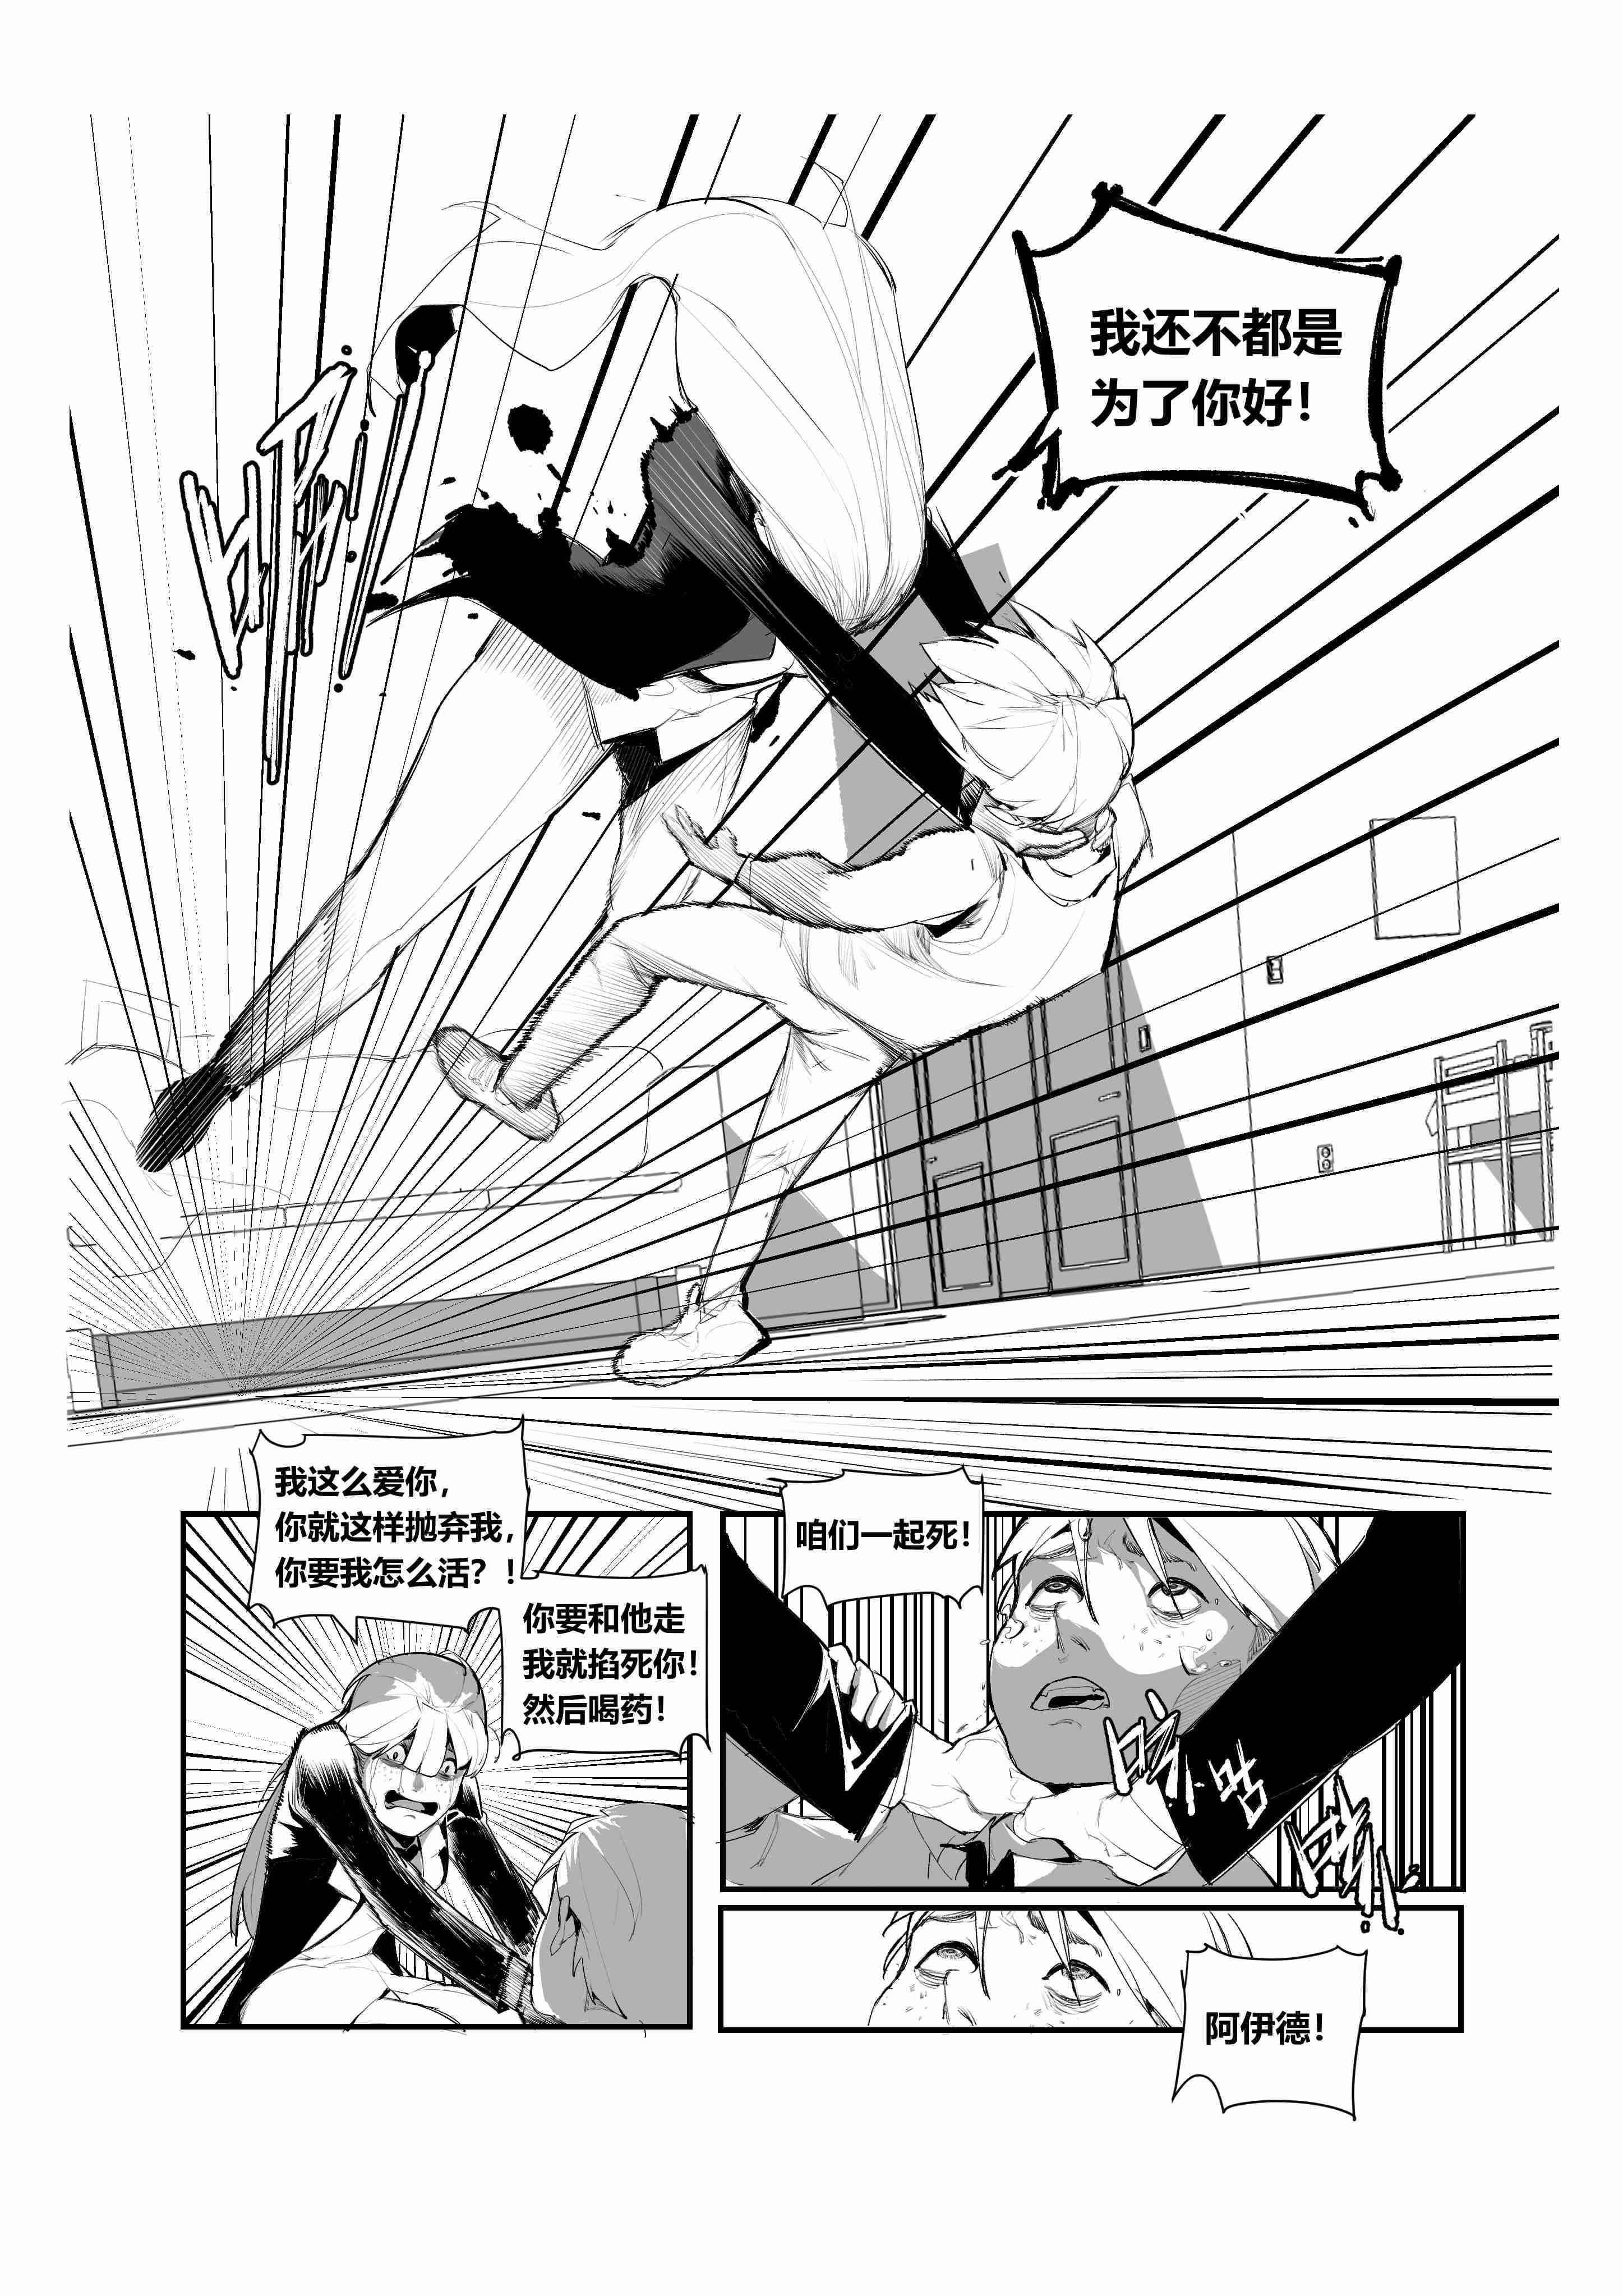 我还不都是
为了你好！
我这么爱你，
你就这样抛弃我，
你要我怎么活？！
你要和他走
我就掐死你！
然后喝药！
咱们一起死！
咕
阿伊德！